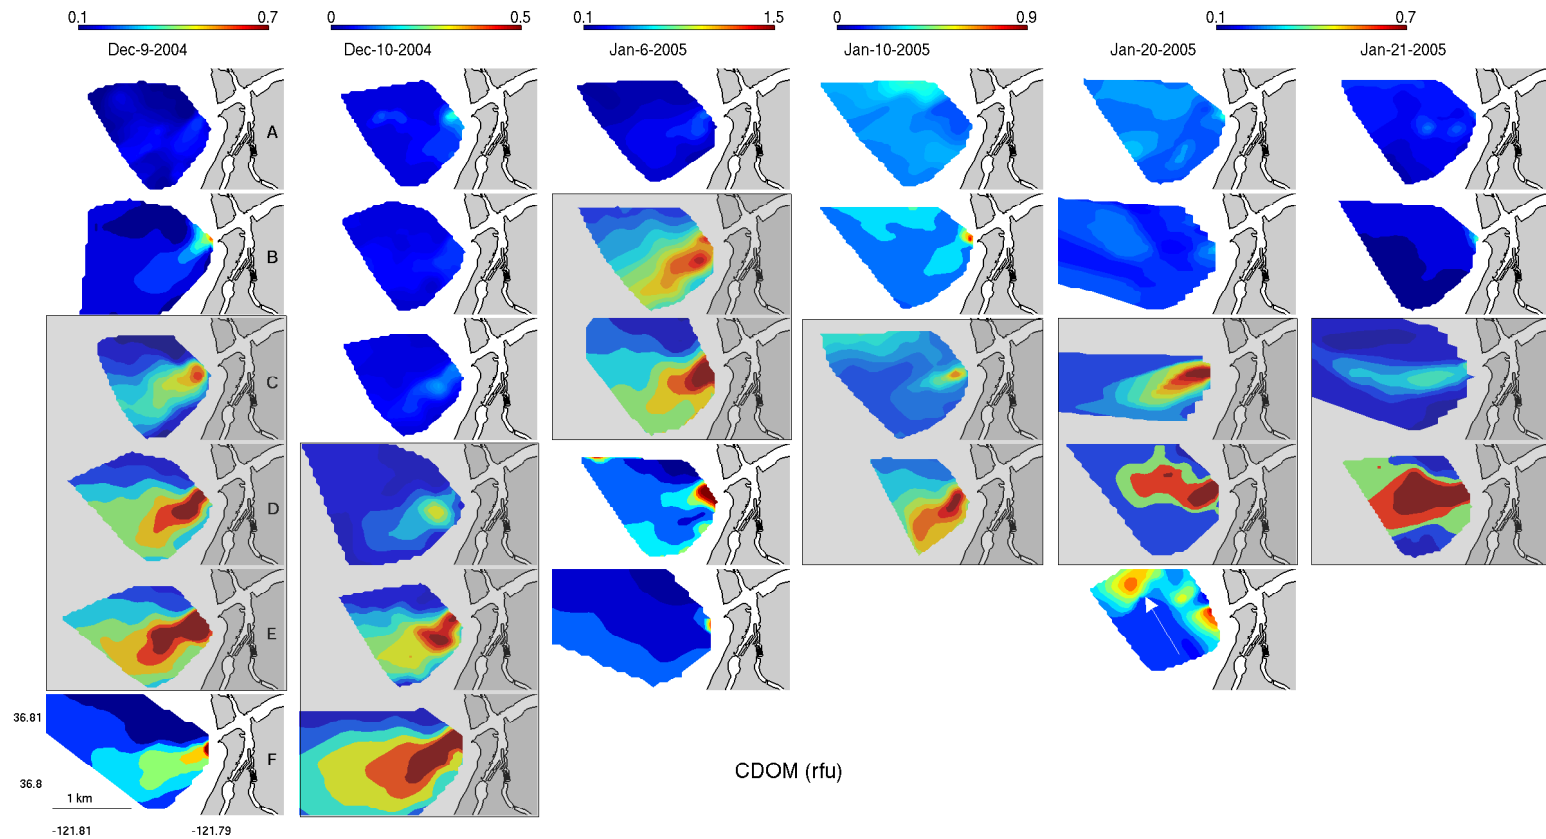 0.1 0.7 0 0.5 0.1 1.5 0 0.9 0.1 0.7
Dec-9-2004 Dec-10-2004 Jan-6-2005 Jan-10-2005 Jan-20-2005 Jan-21-2005
A
B
C
D
E
36.81
F
CDOM (rfu)
36.8
1 km
-121.81 -121.79